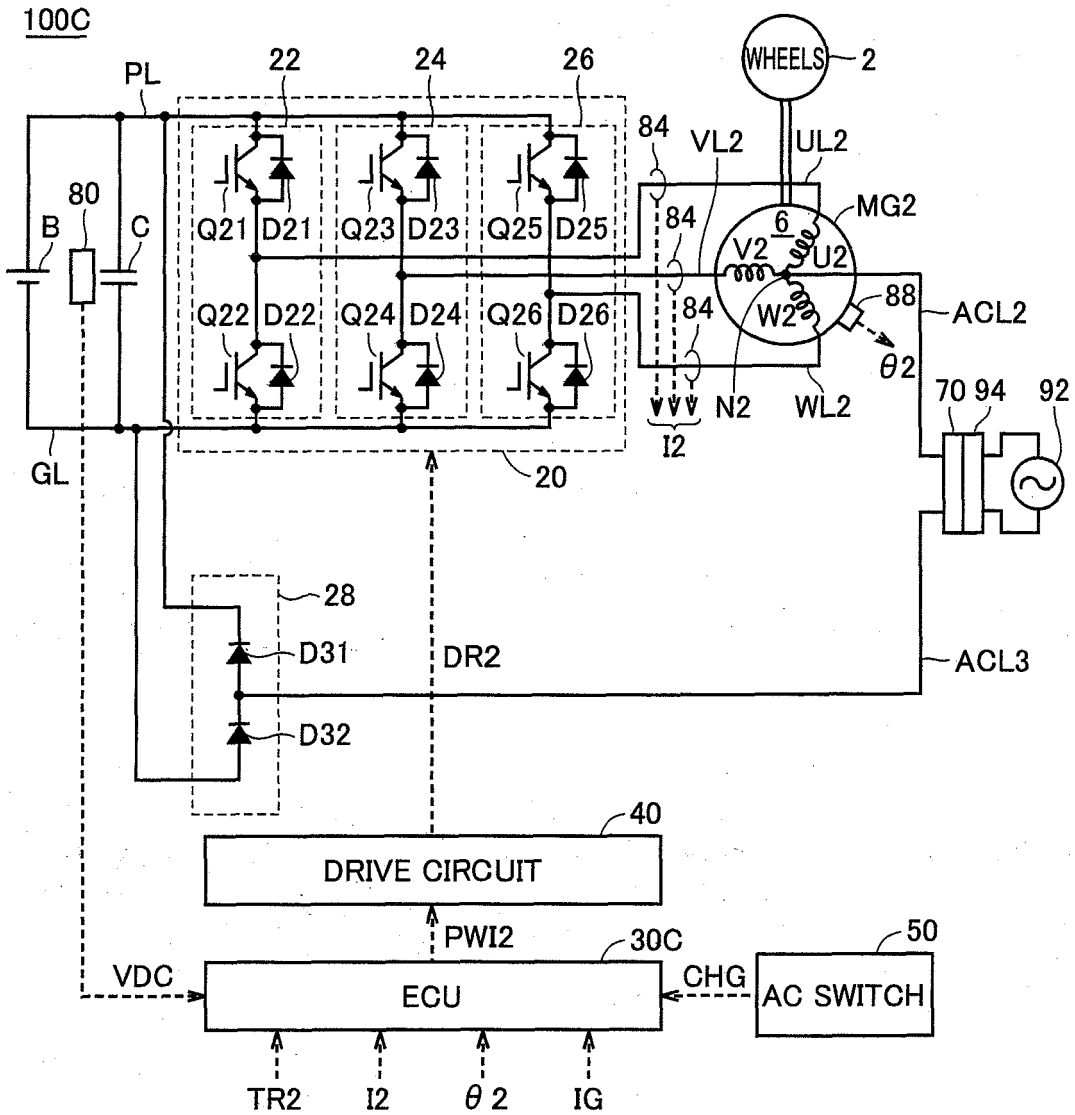 100C
PL
22
24
26
WHEELS
2
84
VL2
UL2
80
B
C
Q21
D21
Q23
D23
Q25
D25
84
6
MG2
V2
U2
W2
88
ACL2
Q22
D22
Q24
D24
Q26
D26
84
θ2
N2
WL2
70
94
92
GL
20
I2
28
D31
DR2
ACL3
D32
40
DRIVE CIRCUIT
PWI2
30C
50
VDC
ECU
CHG
AC SWITCH
TR2
I2
θ2
IG